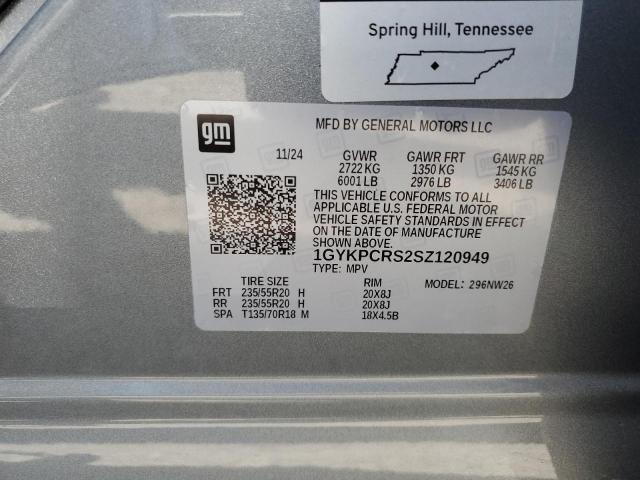 Spring Hill, Tennessee
gm
MFD BY GENERAL MOTORS LLC
11/24 GVWR GAWR FRT GAWR RR
2722 KG 1350 KG 1545 KG
6001 LB 2976 LB 3406 LB
THIS VEHICLE CONFORMS TO ALL
APPLICABLE U.S. FEDERAL MOTOR
VEHICLE SAFETY STANDARDS IN EFFECT
ON THE DATE OF MANUFACTURE
SHOWN ABOVE.
1GYKPCRS2SZ120949
TYPE: MPV
TIRE SIZE RIM MODEL: 296NW26
FRT 235/55R20 H 20X8J
RR 235/55R20 H 20X8J
SPA T135/70R18 M 18X4.5B